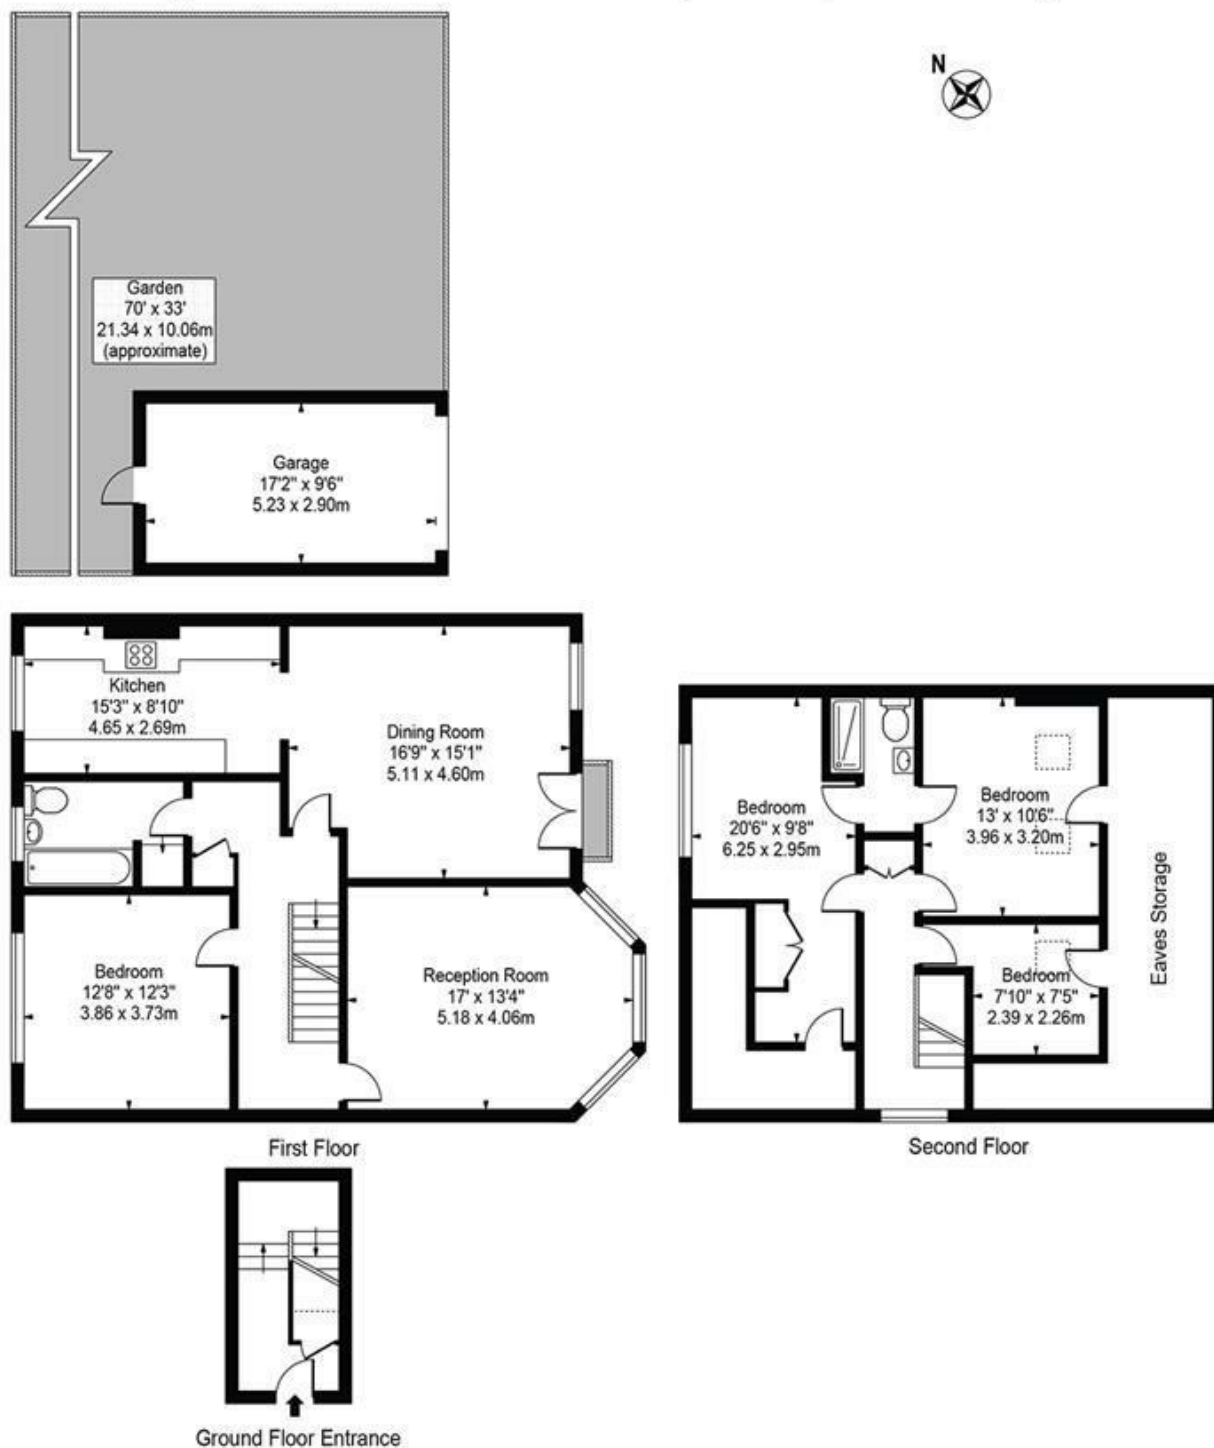 N
Garden
70' x 33'
21.34 x 10.06m
(approximate)
Garage
17'2" x 9'6"
5.23 x 2.90m
Kitchen
15'3" x 8'10"
4.65 x 2.69m
Dining Room
16'9" x 15'1"
5.11 x 4.60m
Bedroom
12'8" x 12'3"
3.86 x 3.73m
Reception Room
17' x 13'4"
5.18 x 4.06m
First Floor
Bedroom
20'6" x 9'8"
6.25 x 2.95m
Bedroom
13' x 10'6"
3.96 x 3.20m
Bedroom
7'10" x 7'5"
2.39 x 2.26m
Eaves Storage
Second Floor
Ground Floor Entrance